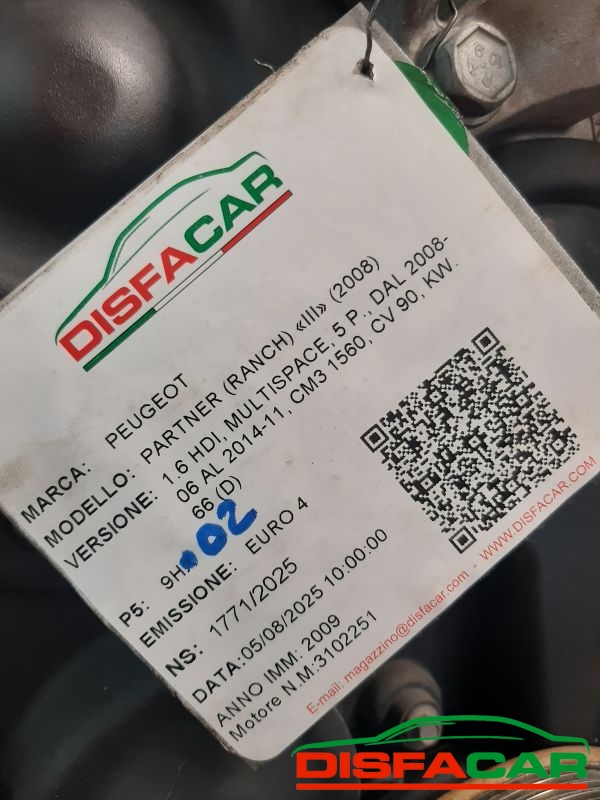 DISFACAR
MARCA: PEUGEOT
MODELLO: PARTNER (RANCH) «III» (2008)
VERSIONE: 1.6 HDI, MULTISPACE, 5 P., DAL 2008-
06 AL 2014-11, CM3 1560, CV 90, KW.
66 (D)
P5: 9H 02
EMISSIONE: EURO 4
NS: 1771/2025
DATA:05/08/2025 10:00:00
ANNO IMM: 2009
Motore N.M:3102251
E-mail: magazzino@disfacar.com - WWW.DISFACAR.COM
DISFACAR